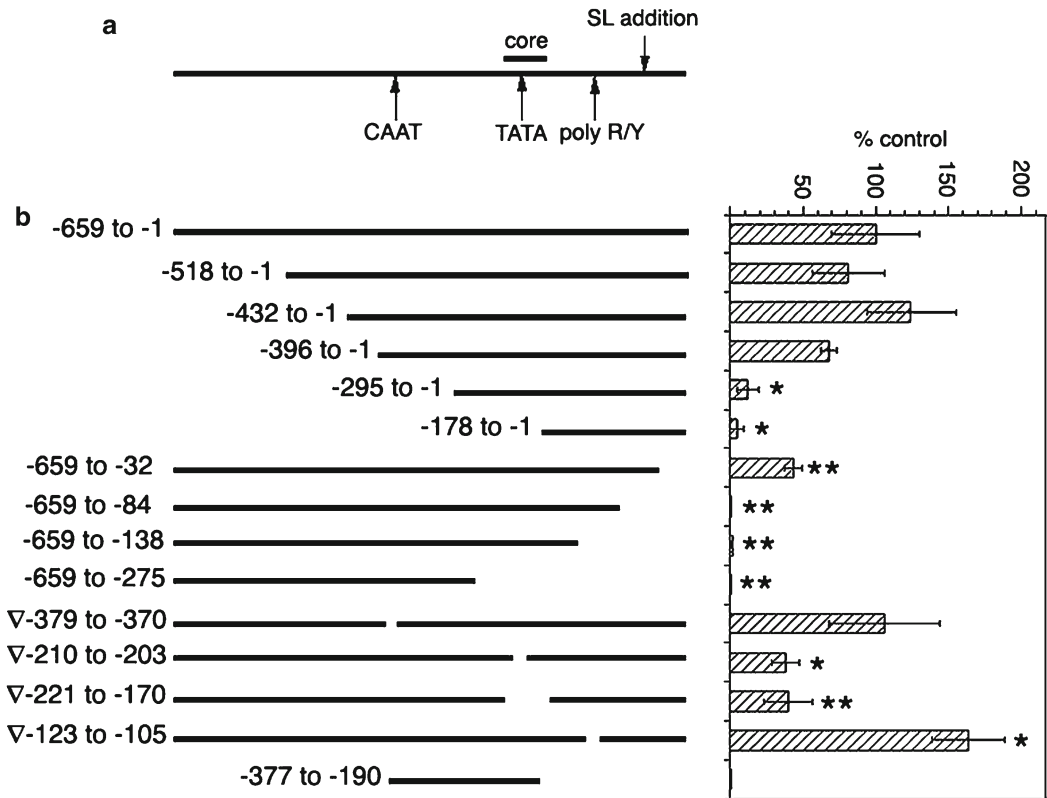 a
SL addition
core
CAAT
TATA
poly R/Y
% control
50
100
150
200
b
-659 to -1
-518 to -1
-432 to -1
-396 to -1
-295 to -1
*
-178 to -1
*
-659 to -32
**
-659 to -84
**
-659 to -138
**
-659 to -275
**
∇-379 to -370
∇-210 to -203
*
∇-221 to -170
**
∇-123 to -105
*
-377 to -190